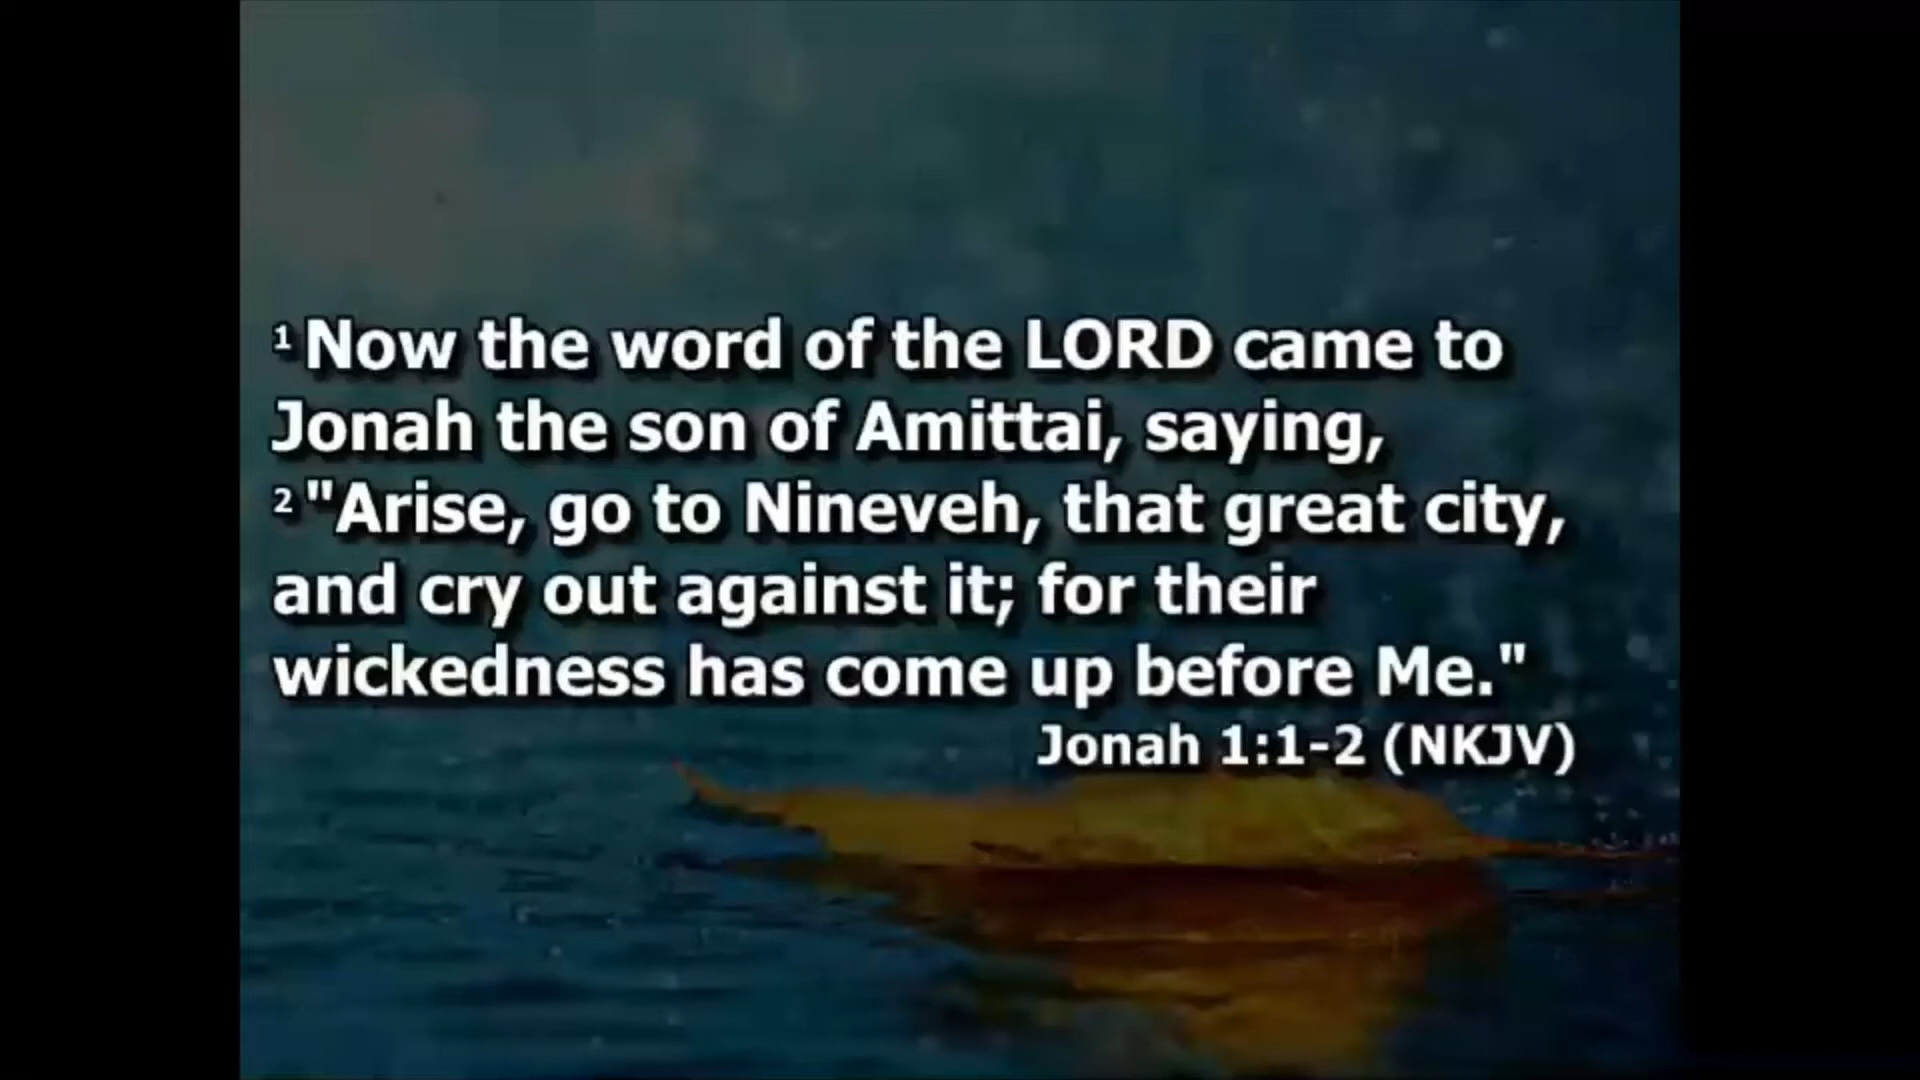 1 Now the word of the LORD came to
Jonah the son of Amittai, saying,
2 "Arise, go to Nineveh, that great city,
and cry out against it; for their
wickedness has come up before Me."
Jonah 1:1-2 (NKJV)